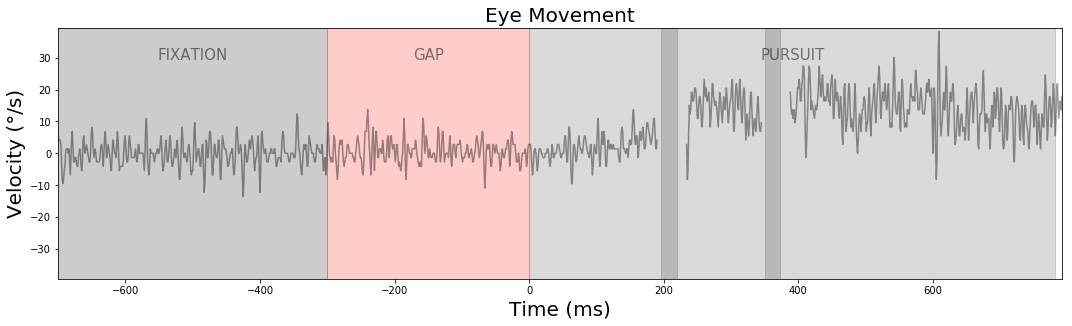 Eye Movement
FIXATION GAP PURSUIT
30
20
10
0
−10
−20
−30
Velocity (°/s)
−600 −400 −200 0 200 400 600
Time (ms)